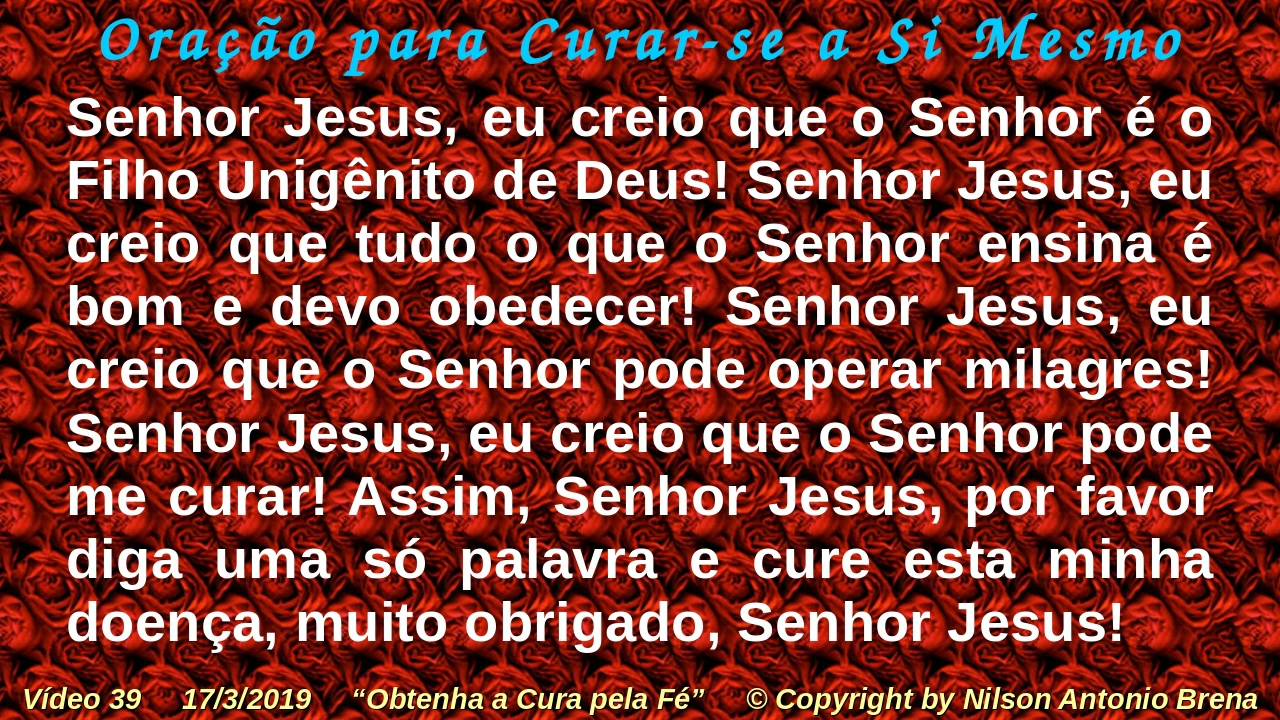 Oração para Curar-se a Si Mesmo
Senhor Jesus, eu creio que o Senhor é o
Filho Unigênito de Deus! Senhor Jesus, eu
creio que tudo o que o Senhor ensina é
bom e devo obedecer! Senhor Jesus, eu
creio que o Senhor pode operar milagres!
Senhor Jesus, eu creio que o Senhor pode
me curar! Assim, Senhor Jesus, por favor
diga uma só palavra e cure esta minha
doença, muito obrigado, Senhor Jesus!
Vídeo 39 17/3/2019 “Obtenha a Cura pela Fé” © Copyright by Nilson Antonio Brena